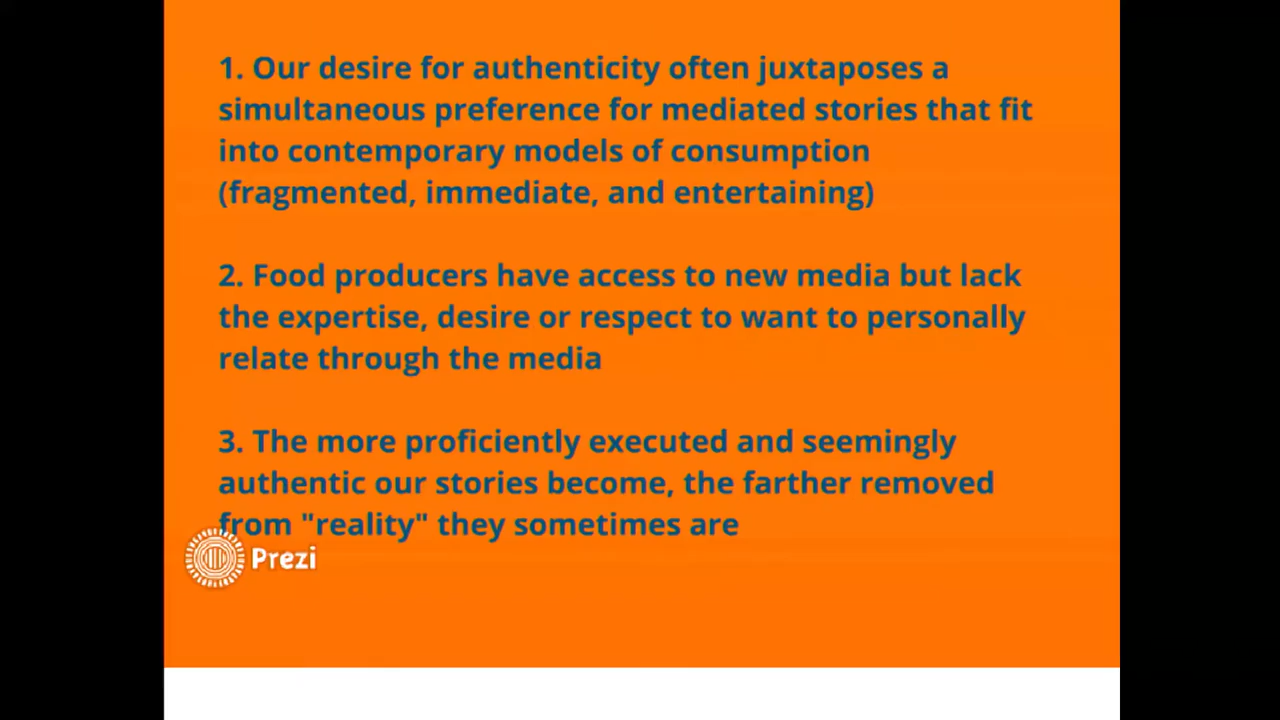 1. Our desire for authenticity often juxtaposes a
simultaneous preference for mediated stories that fit
into contemporary models of consumption
(fragmented, immediate, and entertaining)
2. Food producers have access to new media but lack
the expertise, desire or respect to want to personally
relate through the media
3. The more proficiently executed and seemingly
authentic our stories become, the farther removed
from "reality" they sometimes are
Prezi